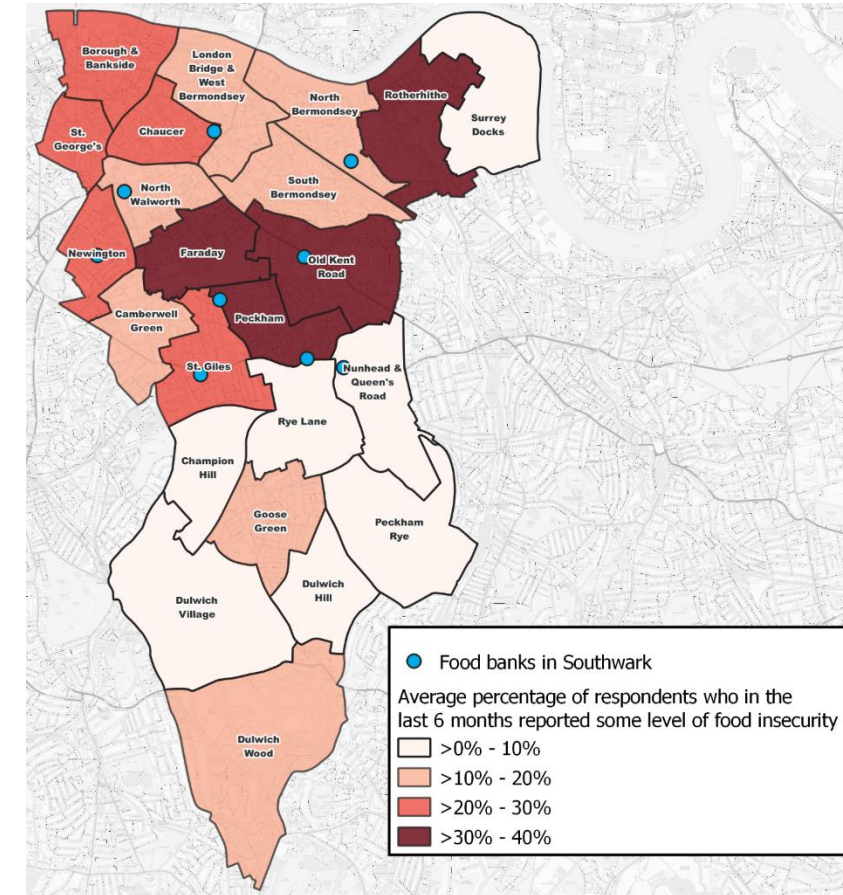 Borough &
Bankside
London
Bridge &
West
Bermondsey
North
Bermondsey
Rotherhithe
Surrey
Docks
St.
George's
Chaucer
North
Walworth
South
Bermondsey
Newington
Faraday
Old Kent
Road
Camberwell
Green
Peckham
St. Giles
Nunhead &
Queen's
Road
Rye Lane
Champion
Hill
Goose
Green
Peckham
Rye
Dulwich
Village
Dulwich
Hill
Dulwich
Wood
Food banks in Southwark
Average percentage of respondents who in the
last 6 months reported some level of food insecurity
>0% - 10%
>10% - 20%
>20% - 30%
>30% - 40%